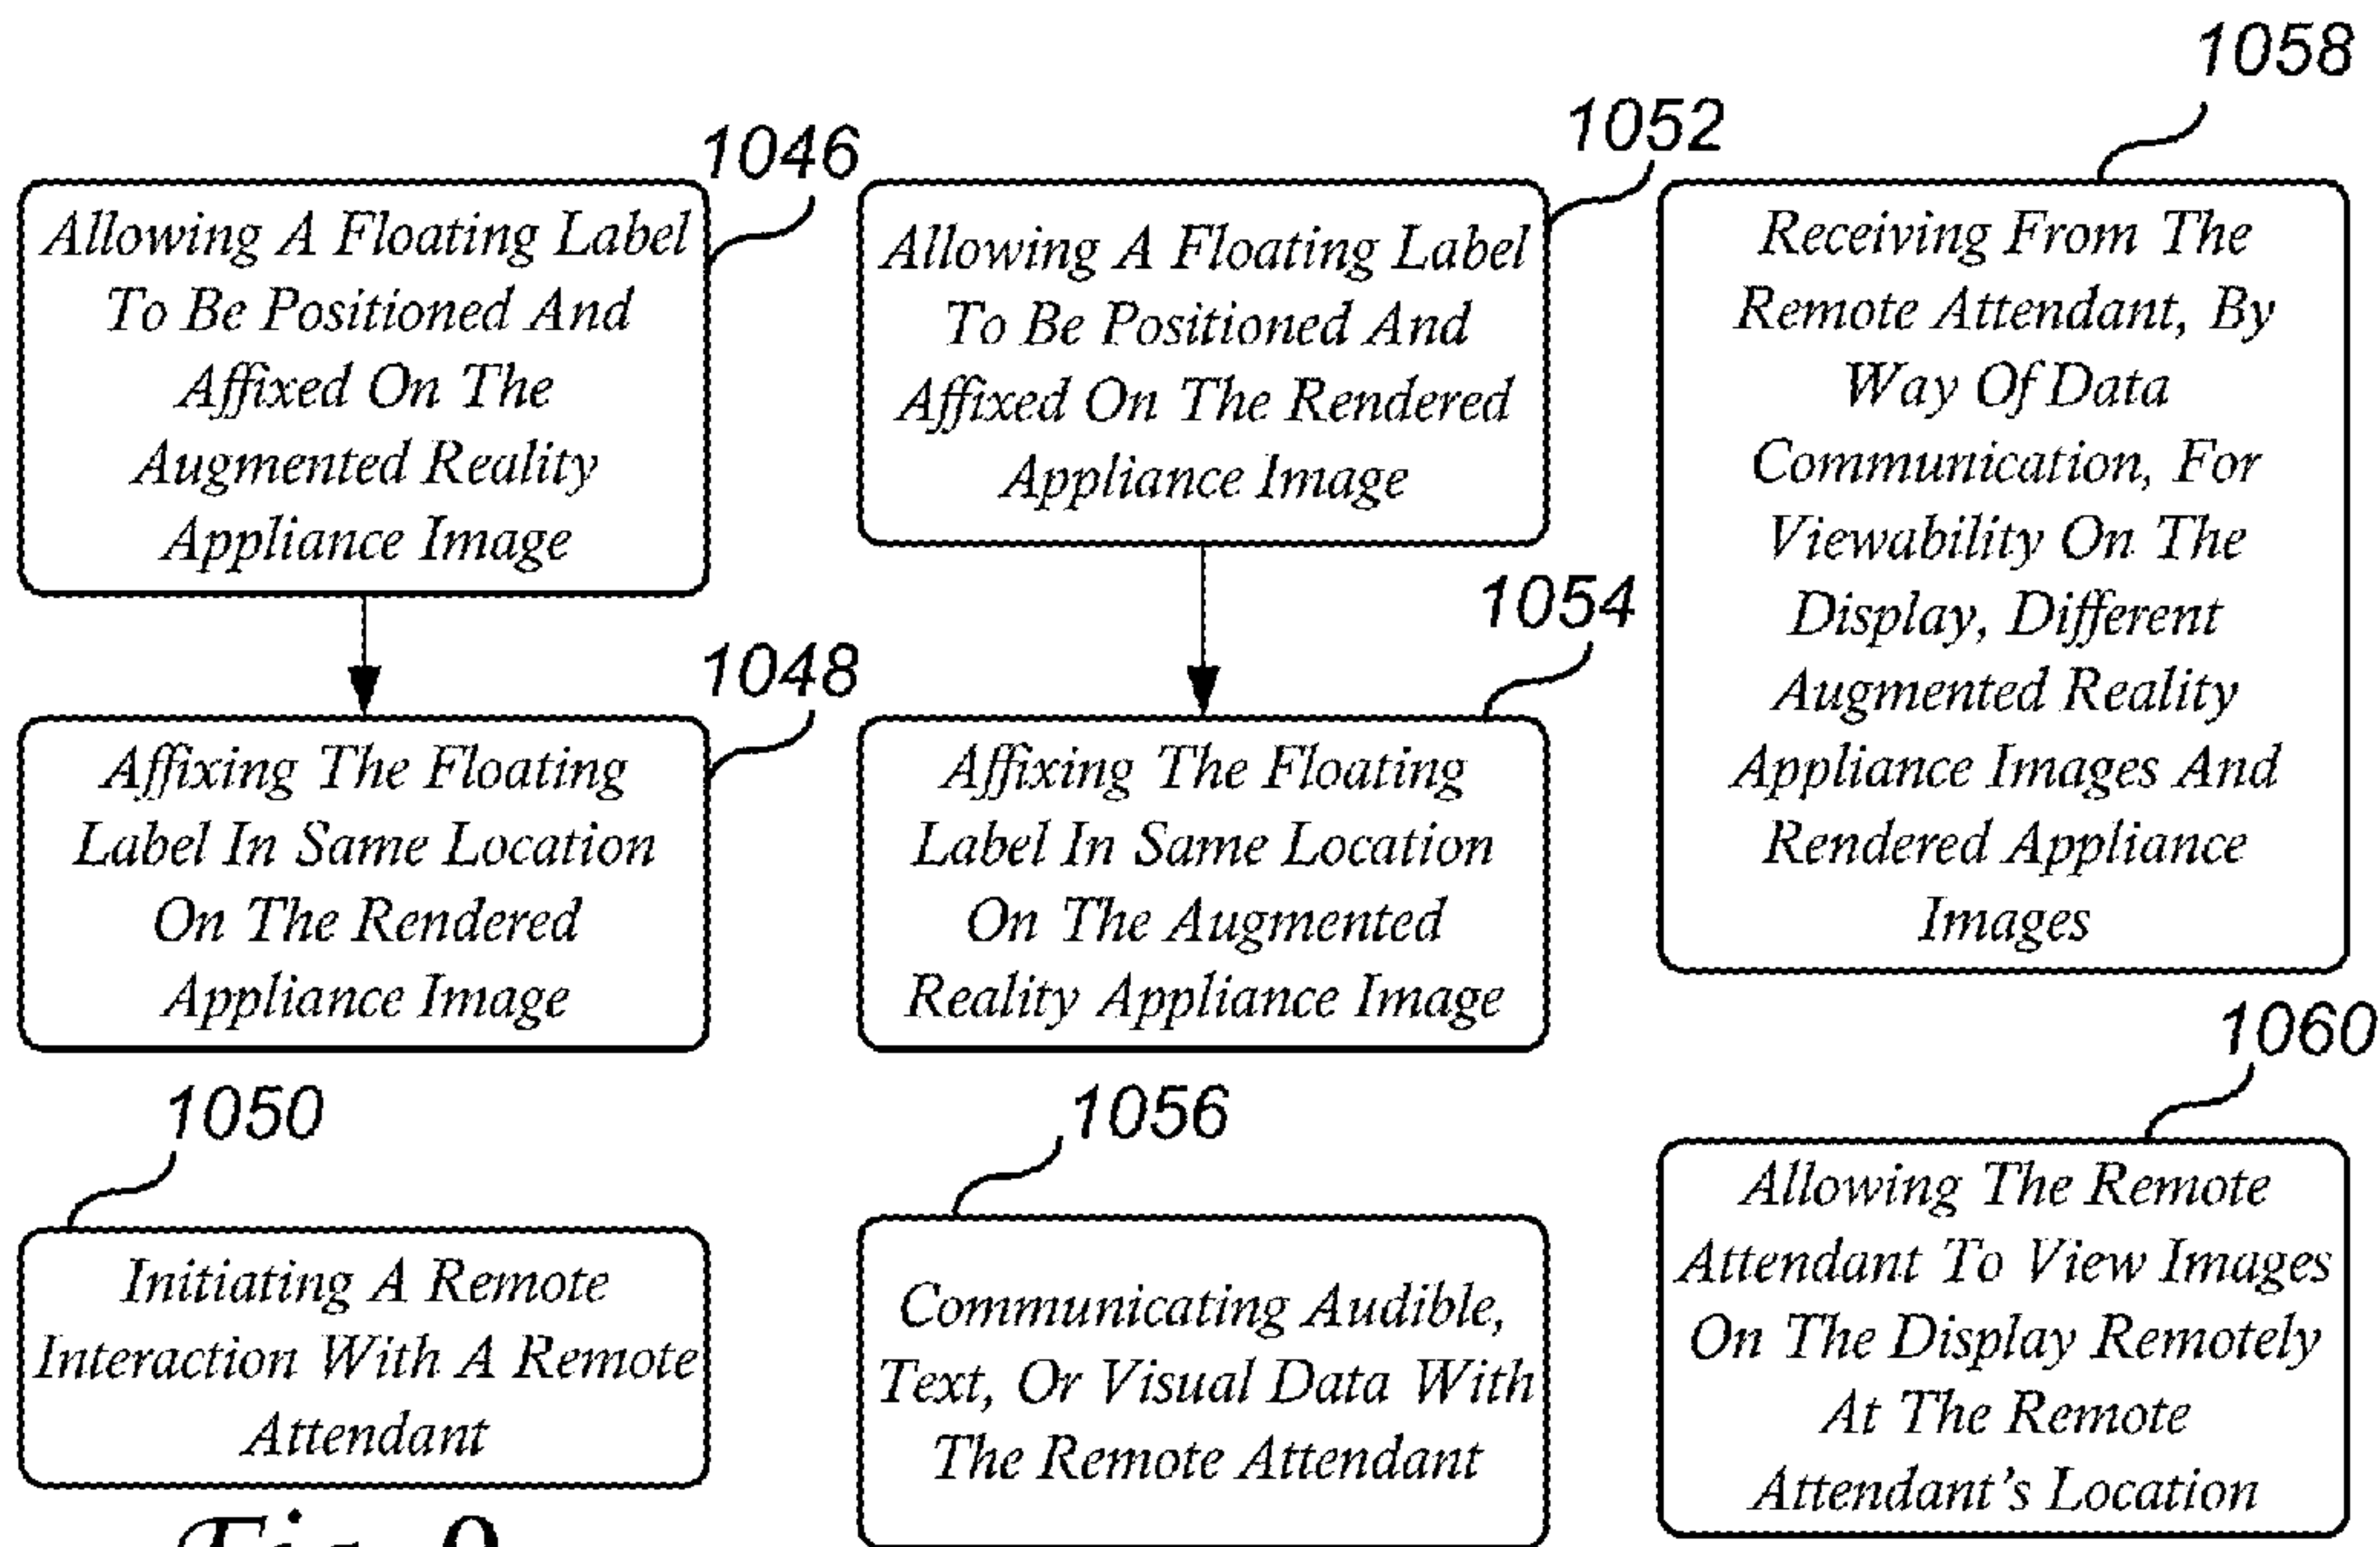 1046
Allowing A Floating Label
To Be Positioned And
Affixed On The
Augmented Reality
Appliance Image
1048
Affixing The Floating
Label In Same Location
On The Rendered
Appliance Image
1050
Initiating A Remote
Interaction With A Remote
Attendant
1052
Allowing A Floating Label
To Be Positioned And
Affixed On The Rendered
Appliance Image
1054
Affixing The Floating
Label In Same Location
On The Augmented
Reality Appliance Image
1056
Communicating Audible,
Text, Or Visual Data With
The Remote Attendant
1058
Receiving From The
Remote Attendant, By
Way Of Data
Communication, For
Viewability On The
Display, Different
Augmented Reality
Appliance Images And
Rendered Appliance
Images
1060
Allowing The Remote
Attendant To View Images
On The Display Remotely
At The Remote
Attendant's Location